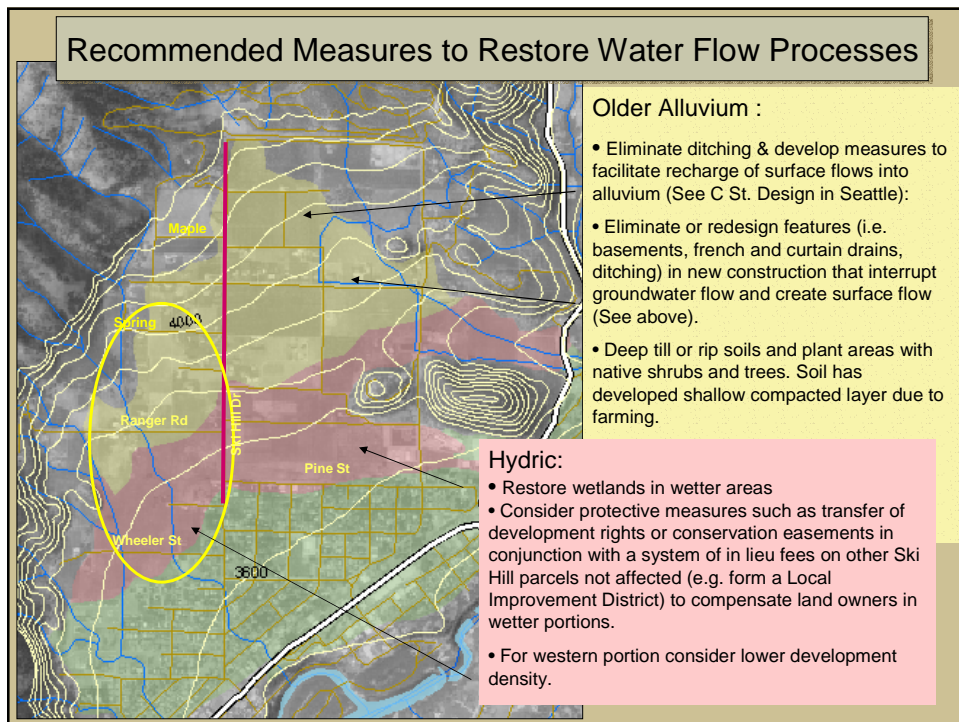 Recommended Measures to Restore Water Flow Processes
Older Alluvium :
• Eliminate ditching & develop measures to
facilitate recharge of surface flows into
alluvium (See C St. Design in Seattle):
• Eliminate or redesign features (i.e.
basements, french and curtain drains,
ditching) in new construction that interrupt
groundwater flow and create surface flow
(See above).
• Deep till or rip soils and plant areas with
native shrubs and trees. Soil has
developed shallow compacted layer due to
farming.
Hydric:
• Restore wetlands in wetter areas
• Consider protective measures such as transfer of
development rights or conservation easements in
conjunction with a system of in lieu fees on other Ski
Hill parcels not affected (e.g. form a Local
Improvement District) to compensate land owners in
wetter portions.
• For western portion consider lower development
density.
Maple
Spring
4000
Ranger Rd
Ski Hill Dr
Pine St
Wheeler St
3600